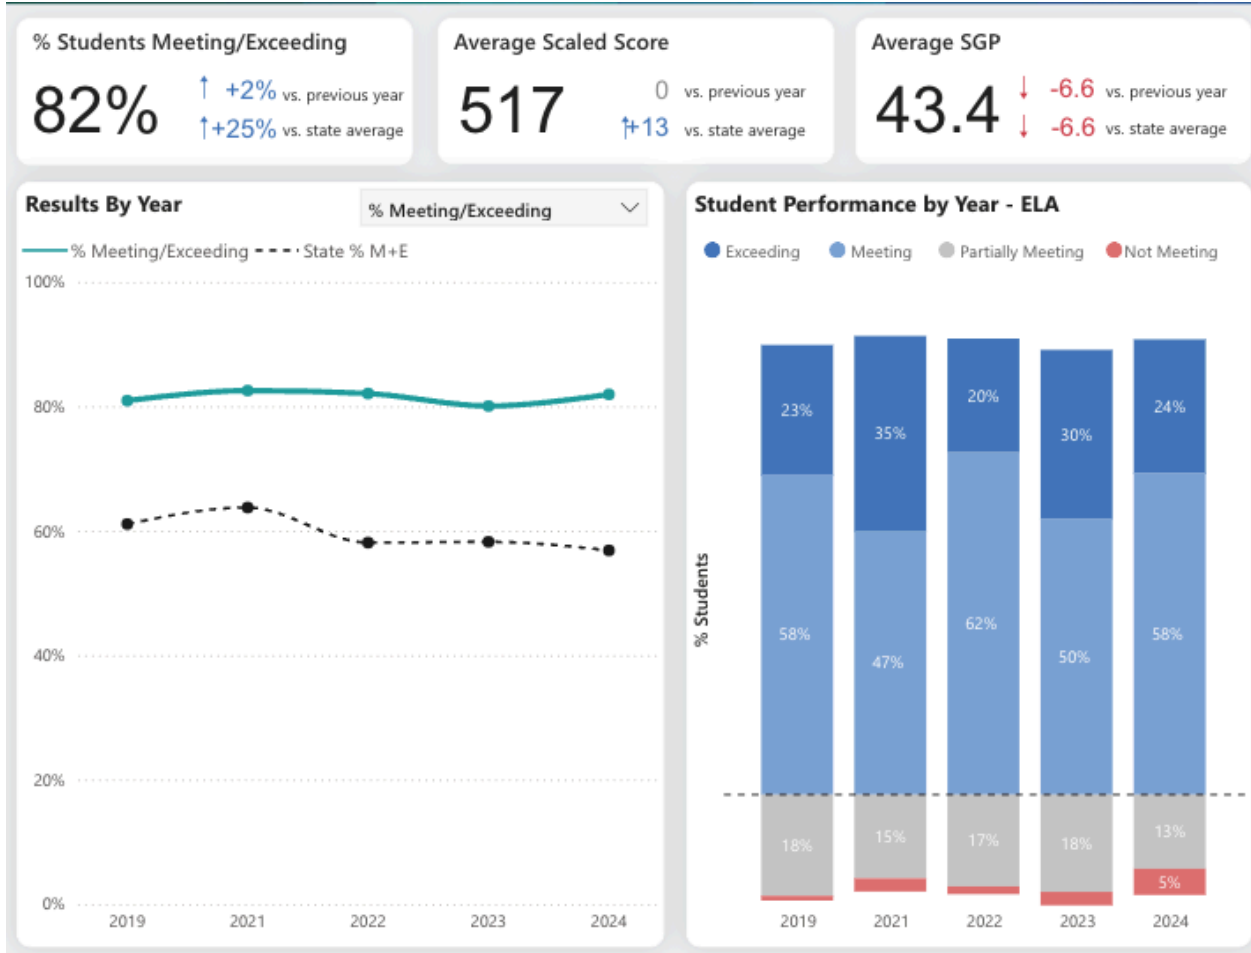 % Students Meeting/Exceeding
82%
+2% vs. previous year
+25% vs. state average
Average Scaled Score
517
0 vs. previous year
+13 vs. state average
Average SGP
43.4
-6.6 vs. previous year
-6.6 vs. state average
Results By Year
% Meeting/Exceeding
% Meeting/Exceeding
State % M+E
100%
80%
60%
40%
20%
0%
2019 2021 2022 2023 2024
Student Performance by Year - ELA
Exceeding Meeting Partially Meeting Not Meeting
% Students
23% 35% 20% 30% 24%
58% 47% 62% 50% 58%
18% 15% 17% 18% 13%
5%
2019 2021 2022 2023 2024